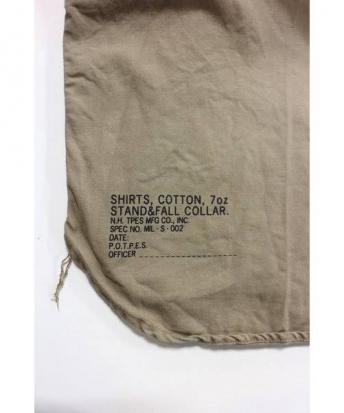 SHIRTS, COTTON, 7oz
STAND&FALL COLLAR.
N.H. TPES MFG CO., INC.
SPEC NO. MIL - S - 002
DATE:
P.O.T.P.E.S.
OFFICER